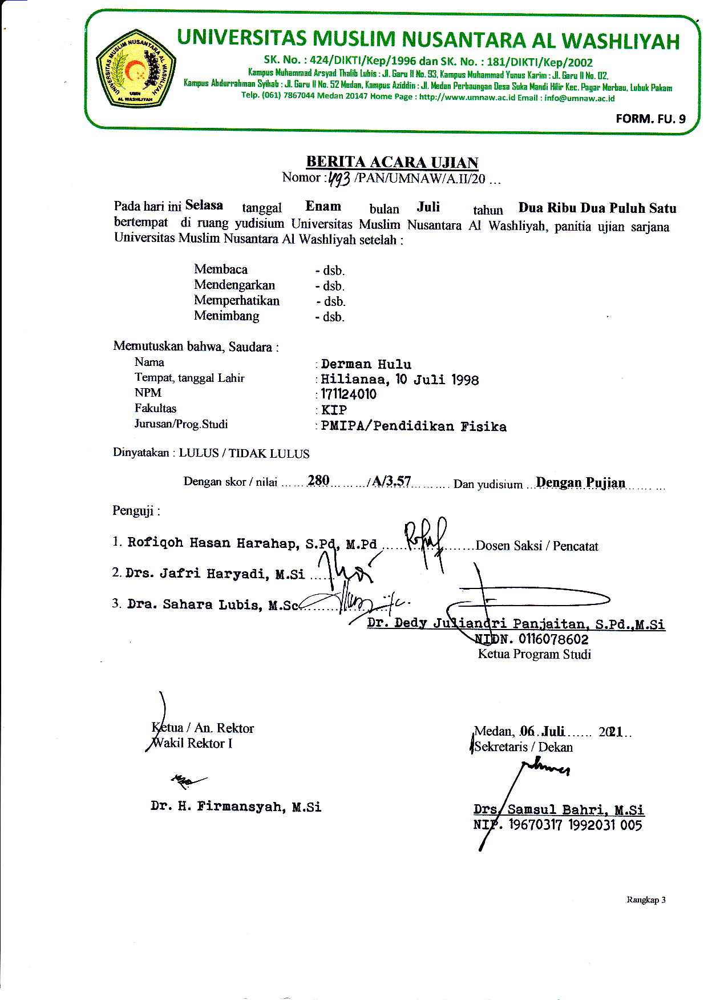 UNIVERSITAS MUSLIM NUSANTARA AL WASHLIYAH
SK. No. : 424/DIKTI/Kep/1996 dan SK. No. : 181/DIKTI/Kep/2002
Kampus Muhammad Arsyad Thalib Lubis : Jl. Garu II No. 93, Kampus Muhammad Yunus Karim : Jl. Garu II No. 02,
Kampus Abdurrahman Syihab : Jl. Garu II No. 52 Medan, Kampus Aziddin : Jl. Medan Perbaungan Desa Suka Mandi Hilir Kec. Pagar Merbau, Lubuk Pakam
Telp. (061) 7867044 Medan 20147 Home Page : http://www.umnaw.ac.id Email : info@umnaw.ac.id
UNIVERSITAS MUSLIM NUSANTARA AL WASHLIYAH
UMN
AL WASHLIYAH
FORM. FU. 9
BERITA ACARA UJIAN
Nomor : 493 /PAN/UMNAW/A.II/20 ...
Pada hari ini Selasa tanggal Enam bulan Juli tahun Dua Ribu Dua Puluh Satu
bertempat di ruang yudisium Universitas Muslim Nusantara Al Washliyah, panitia ujian sarjana
Universitas Muslim Nusantara Al Washliyah setelah :
Membaca - dsb.
Mendengarkan - dsb.
Memperhatikan - dsb.
Menimbang - dsb.
Memutuskan bahwa, Saudara :
Nama : Derman Hulu
Tempat, tanggal Lahir : Hilianaa, 10 Juli 1998
NPM : 171124010
Fakultas : KIP
Jurusan/Prog.Studi : PMIPA/Pendidikan Fisika
Dinyatakan : LULUS / TIDAK LULUS
Dengan skor / nilai ...... 280 ........ / A/3.57 ......... Dan yudisium ... Dengan Pujian ... ...
Penguji :
1. Rofiqoh Hasan Harahap, S.Pd, M.Pd ............ Dosen Saksi / Pencatat
2. Drs. Jafri Haryadi, M.Si ......
3. Dra. Sahara Lubis, M.Sc ............
Dr. Dedy Juliandri Panjaitan, S.Pd.,M.Si
NIDN. 0116078602
Ketua Program Studi
Ketua / An. Rektor
Wakil Rektor I
Medan, 06 Juli ...... 2021..
Sekretaris / Dekan
Dr. H. Firmansyah, M.Si
Drs. Samsul Bahri, M.Si
NIP. 19670317 1992031 005
Rangkap 3